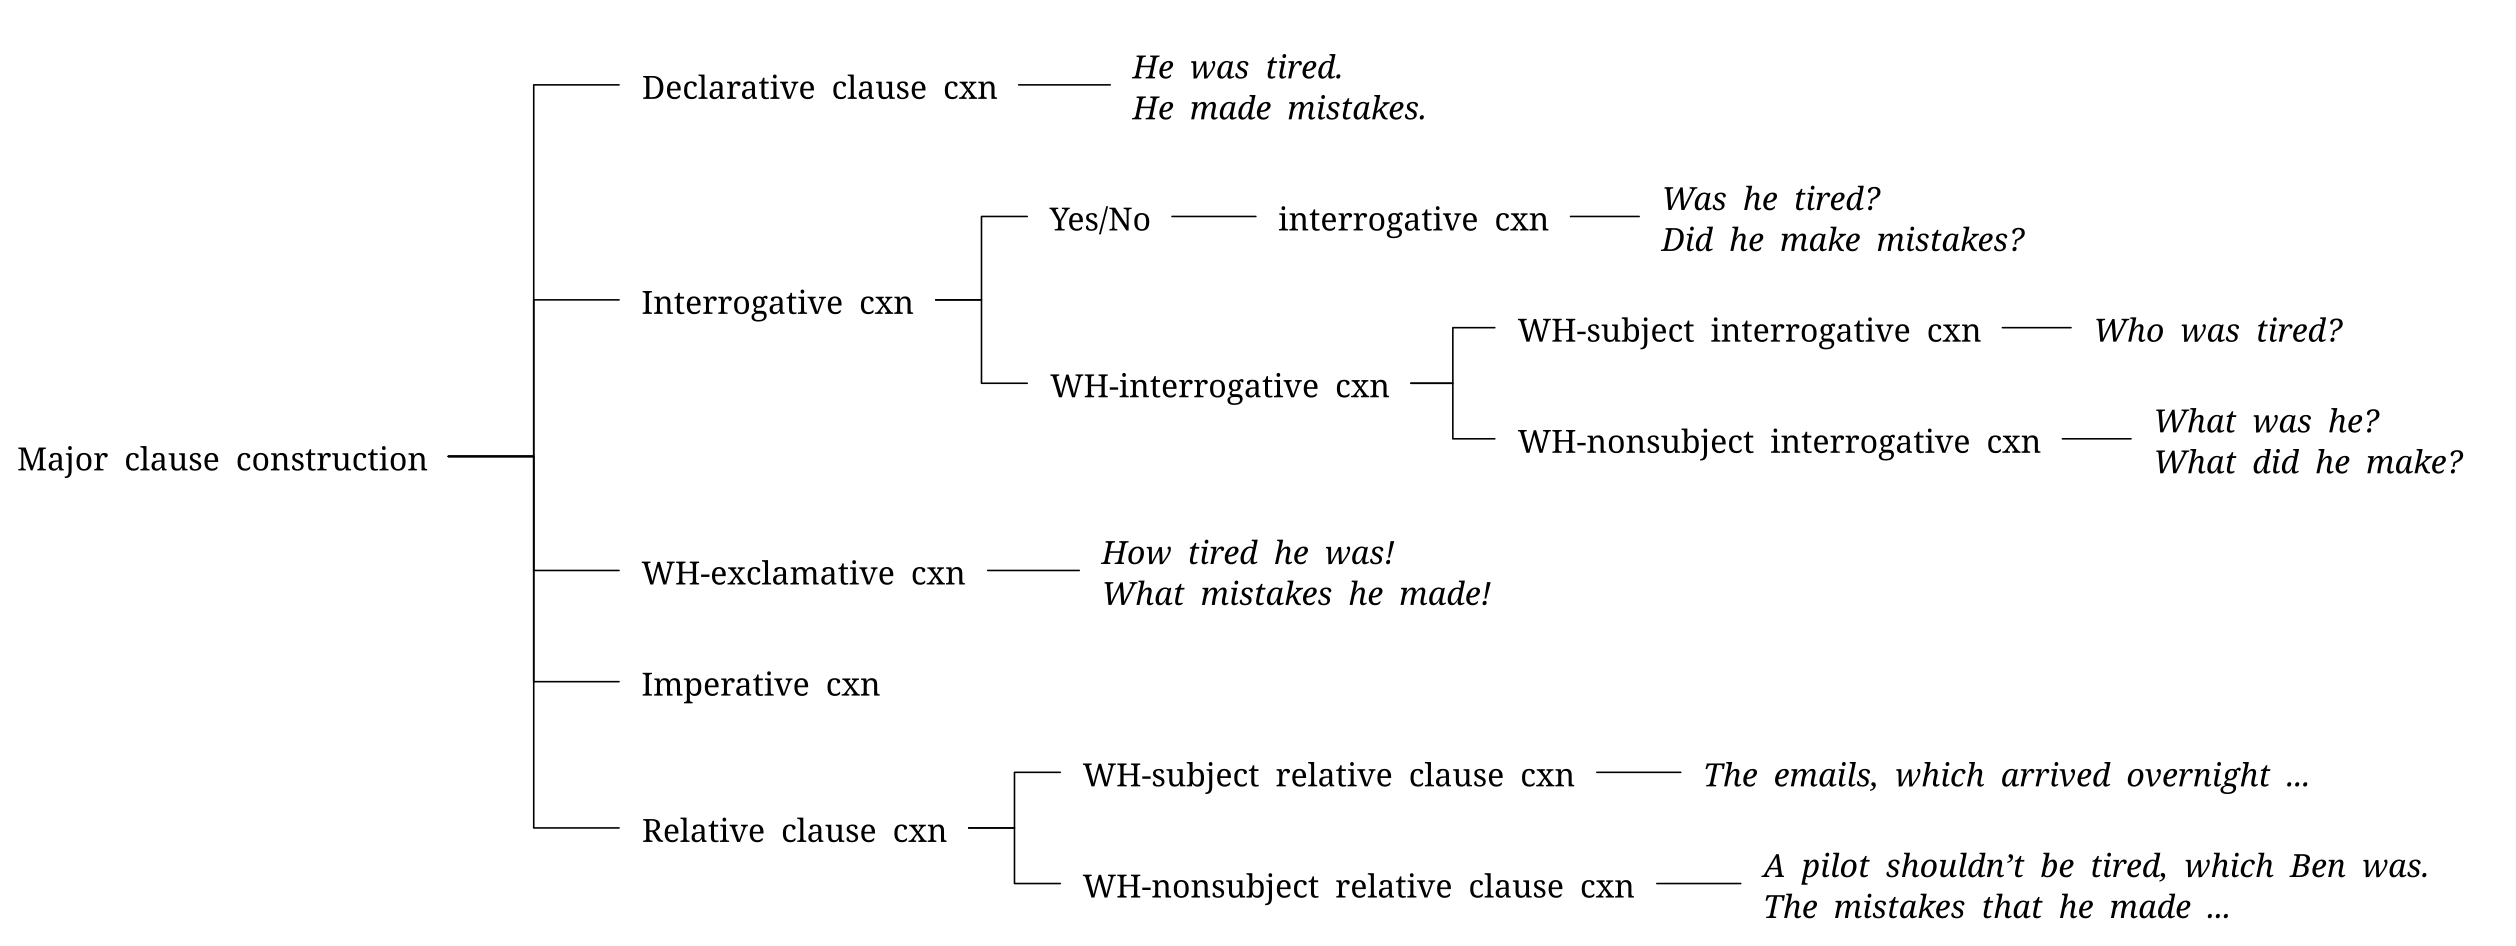 Declarative clause cxn
He was tired.
He made mistakes.
Yes/No
interrogative cxn
Was he tired?
Did he make mistakes?
Interrogative cxn
WH-interrogative cxn
WH-subject interrogative cxn
Who was tired?
WH-nonsubject interrogative cxn
What was he?
What did he make?
Major clause construction
WH-exclamative cxn
How tired he was!
What mistakes he made!
Imperative cxn
Relative clause cxn
WH-subject relative clause cxn
The emails, which arrived overnight ...
WH-nonsubject relative clause cxn
A pilot shouldn’t be tired, which Ben was.
The mistakes that he made ...